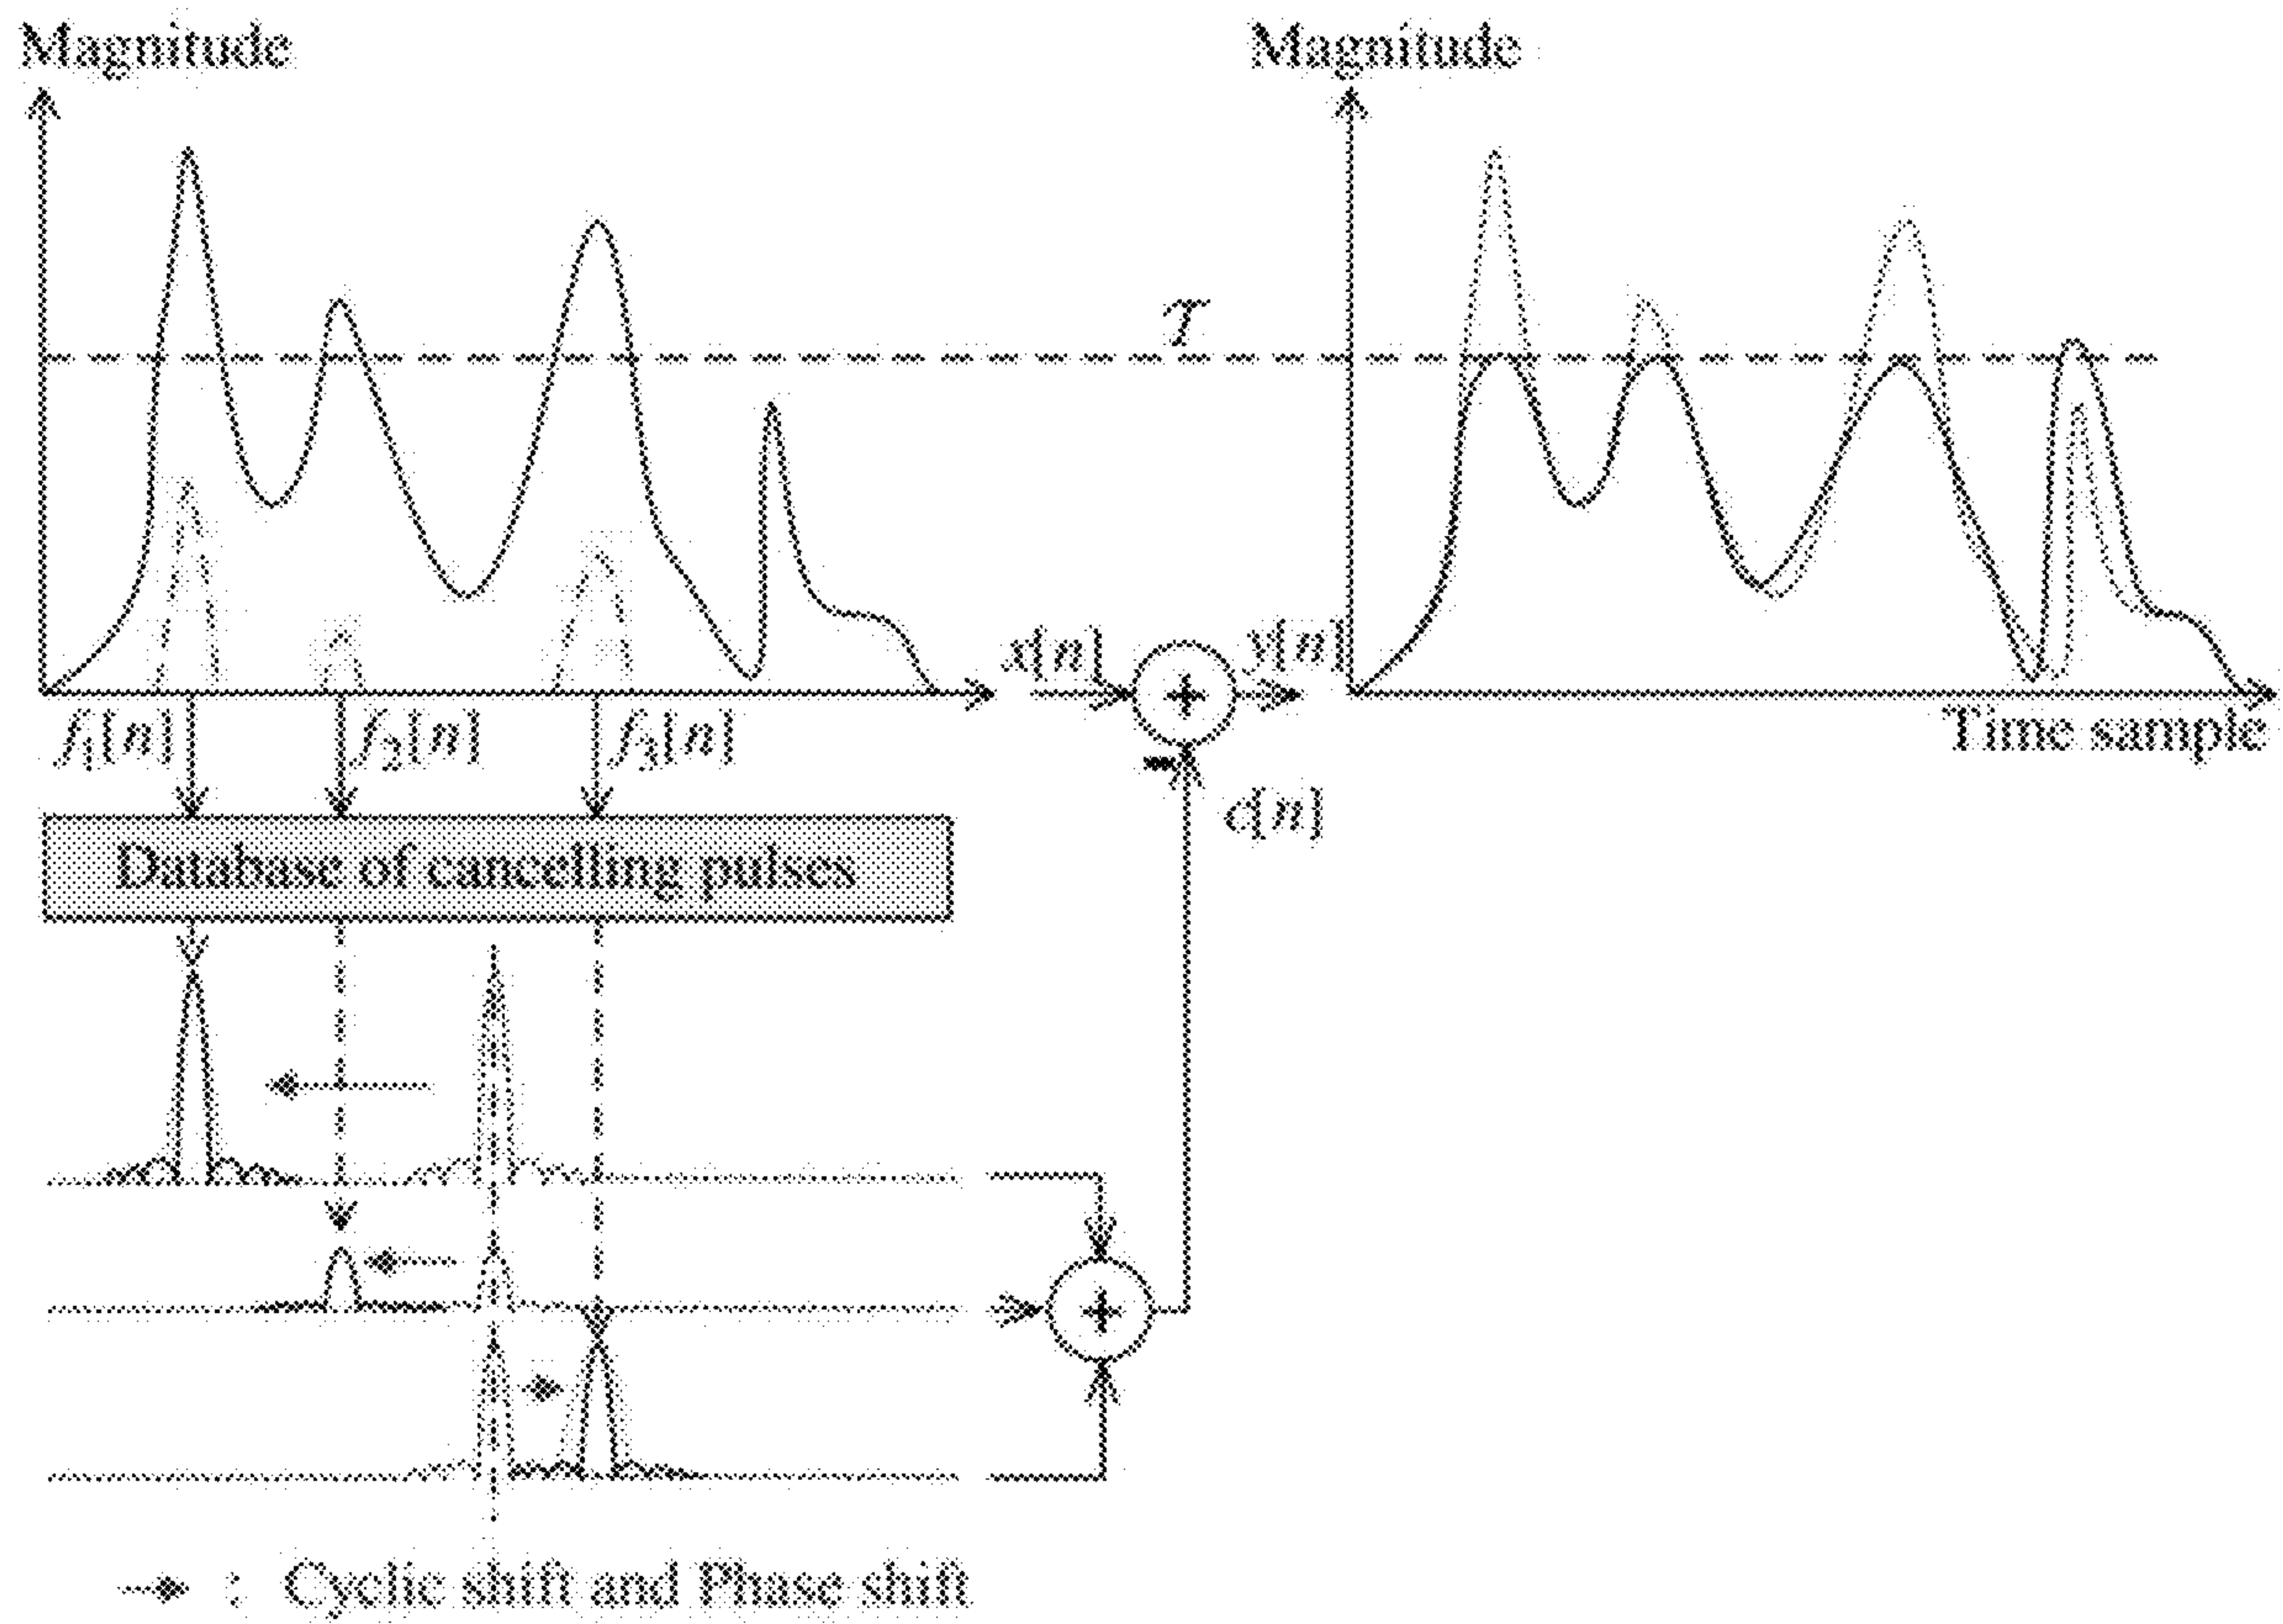 Magnitude
Magnitude
𝒯
x[n]
y[n]
Time sample
f₁[n]
f₂[n]
f₃[n]
c[n]
Database of cancelling pulses
: Cyclic shift and Phase shift